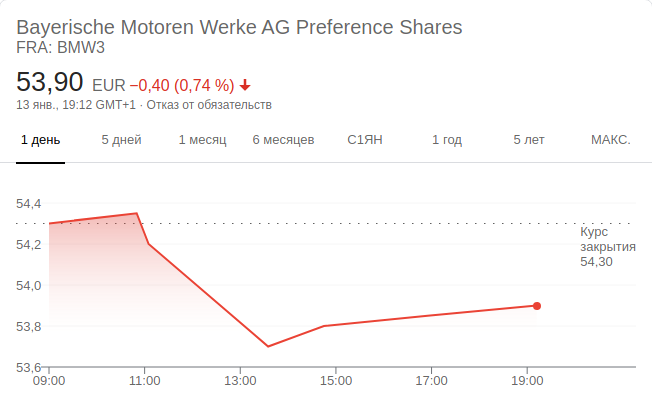 Bayerische Motoren Werke AG Preference Shares
FRA: BMW3
53,90 EUR −0,40 (0,74 %)
13 янв., 19:12 GMT+1 · Отказ от обязательств
1 день 5 дней 1 месяц 6 месяцев С1ЯН 1 год 5 лет МАКС.
54,4
Курс
закрытия
54,30
54,2
54,0
53,8
53,6
09:00 11:00 13:00 15:00 17:00 19:00